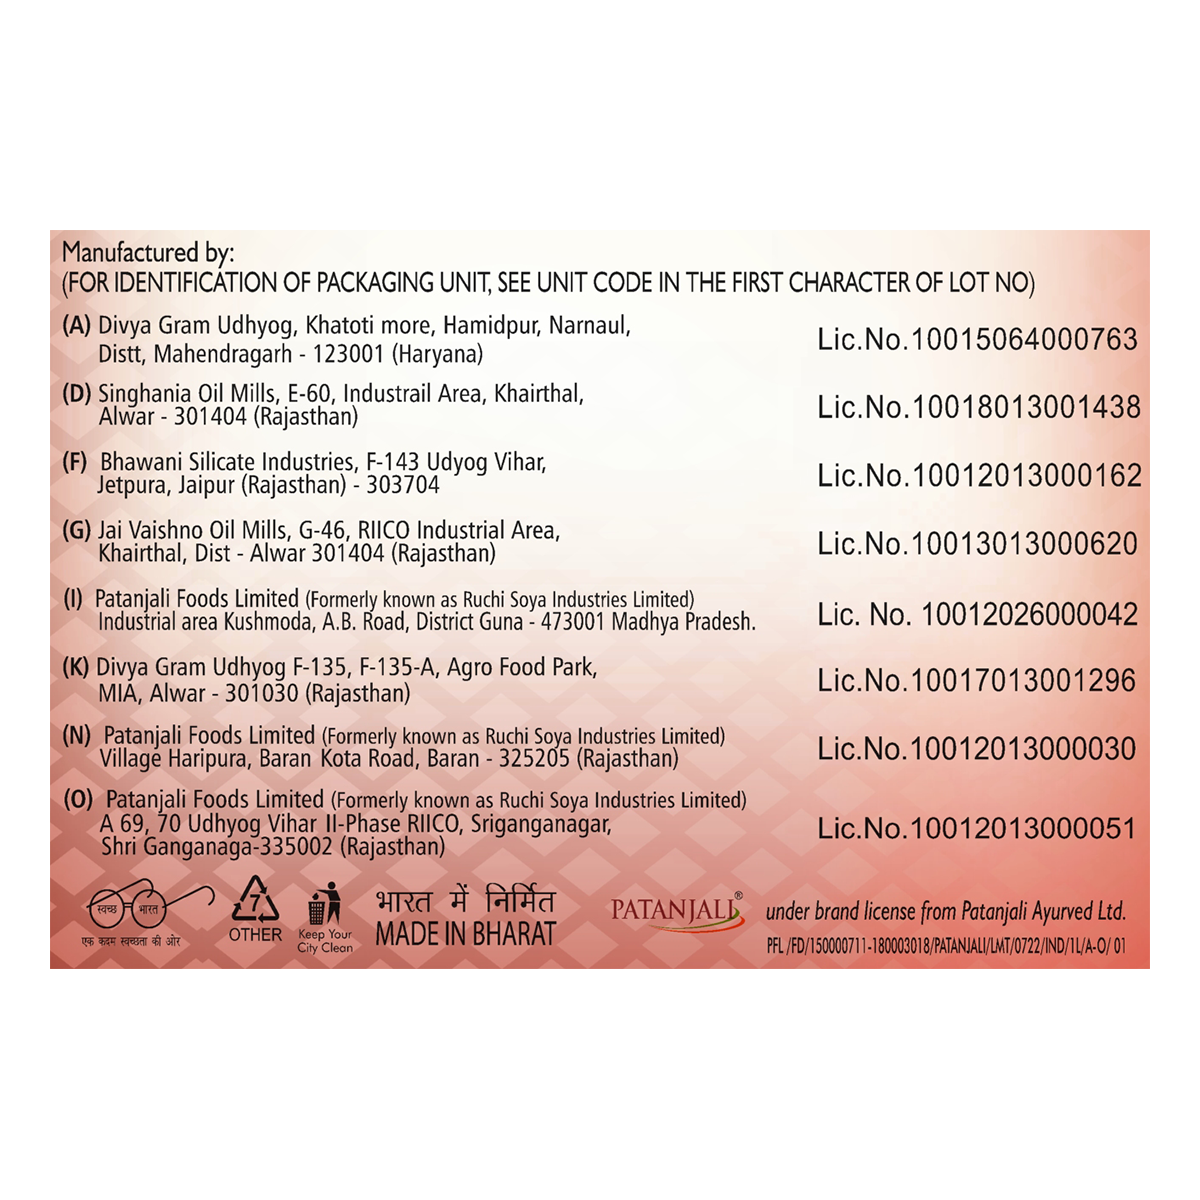 Manufactured by:
(FOR IDENTIFICATION OF PACKAGING UNIT, SEE UNIT CODE IN THE FIRST CHARACTER OF LOT NO)
(A) Divya Gram Udhyog, Khatoti more, Hamidpur, Narnaul,
Distt, Mahendragarh - 123001 (Haryana)
Lic.No.10015064000763
(D) Singhania Oil Mills, E-60, Industrail Area, Khairthal,
Alwar - 301404 (Rajasthan)
Lic.No.10018013001438
(F) Bhawani Silicate Industries, F-143 Udyog Vihar,
Jetpura, Jaipur (Rajasthan) - 303704
Lic.No.10012013000162
(G) Jai Vaishno Oil Mills, G-46, RIICO Industrial Area,
Khairthal, Dist - Alwar 301404 (Rajasthan)
Lic.No.10013013000620
(I) Patanjali Foods Limited (Formerly known as Ruchi Soya Industries Limited)
Industrial area Kushmoda, A.B. Road, District Guna - 473001 Madhya Pradesh.
Lic. No. 10012026000042
(K) Divya Gram Udhyog F-135, F-135-A, Agro Food Park,
MIA, Alwar - 301030 (Rajasthan)
Lic.No.10017013001296
(N) Patanjali Foods Limited (Formerly known as Ruchi Soya Industries Limited)
Village Haripura, Baran Kota Road, Baran - 325205 (Rajasthan)
Lic.No.10012013000030
(O) Patanjali Foods Limited (Formerly known as Ruchi Soya Industries Limited)
A 69, 70 Udhyog Vihar II-Phase RIICO, Sriganganagar,
Shri Ganganaga-335002 (Rajasthan)
Lic.No.10012013000051
स्वच्छ भारत
एक कदम स्वच्छता की ओर
7
OTHER
Keep Your
City Clean
भारत में निर्मित
MADE IN BHARAT
PATANJALI®
under brand license from Patanjali Ayurved Ltd.
PFL /FD/150000711-180003018/PATANJALI/LMT/0722/IND/1L/A-O/ 01